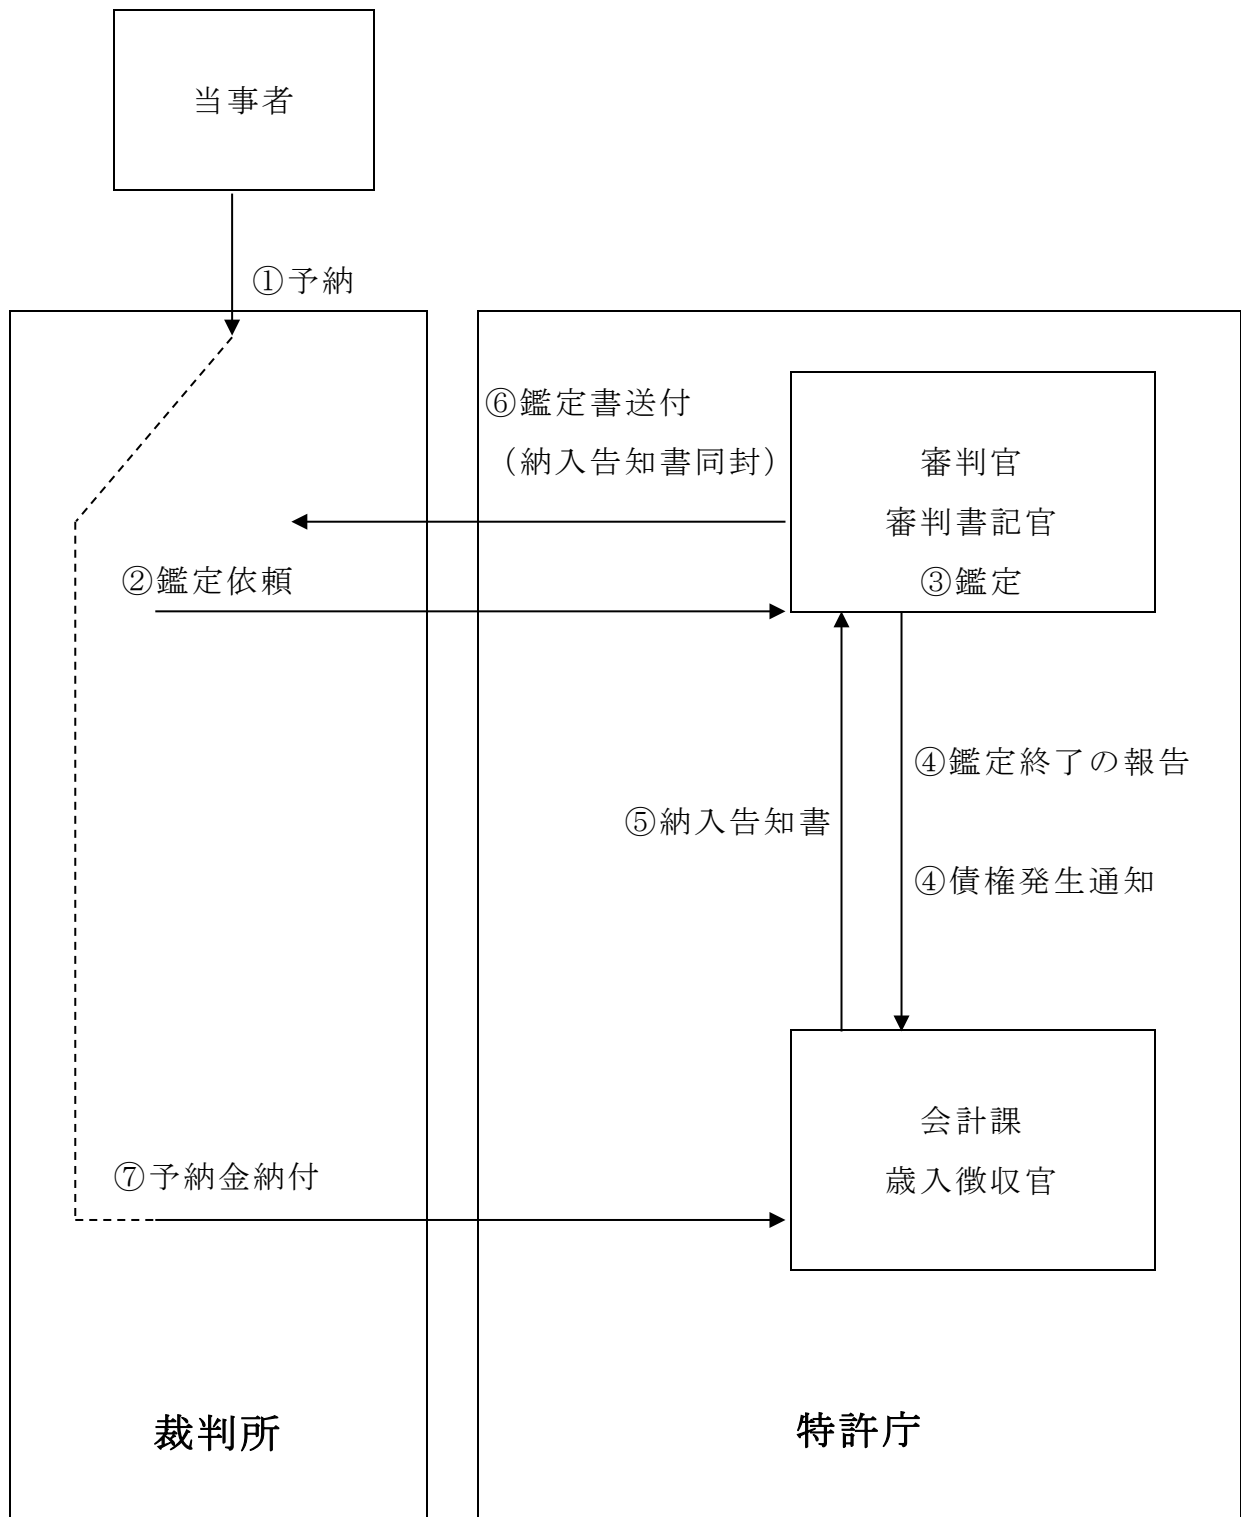 当事者
①予納
⑥鑑定書送付
（納入告知書同封）
審判官
審判書記官
③鑑定
②鑑定依頼
④鑑定終了の報告
⑤納入告知書
④債権発生通知
会計課
歳入徴収官
⑦予納金納付
裁判所
特許庁